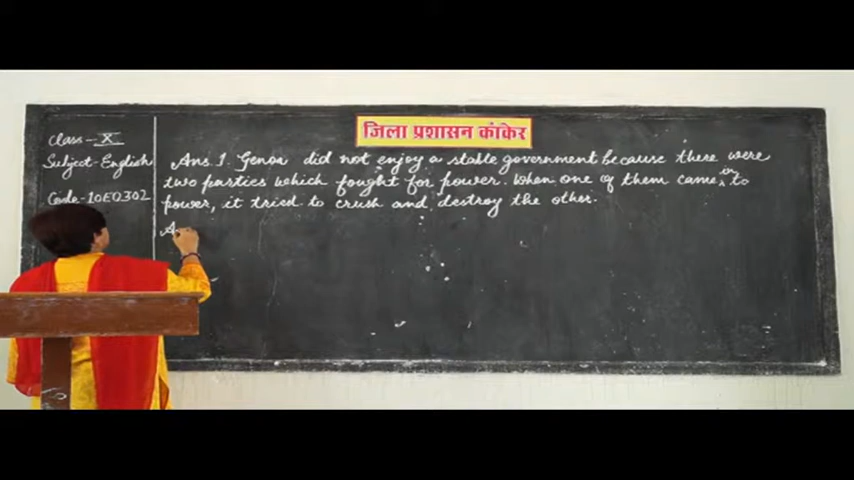 जिला प्रशासन कांकेर
Class - X
Subject - English
Code - 10E0302
Ans. 1. Genoa did not enjoy a stable government because there were
two parties which fought for power. When one of them came in to
power, it tried to crush and destroy the other.
A